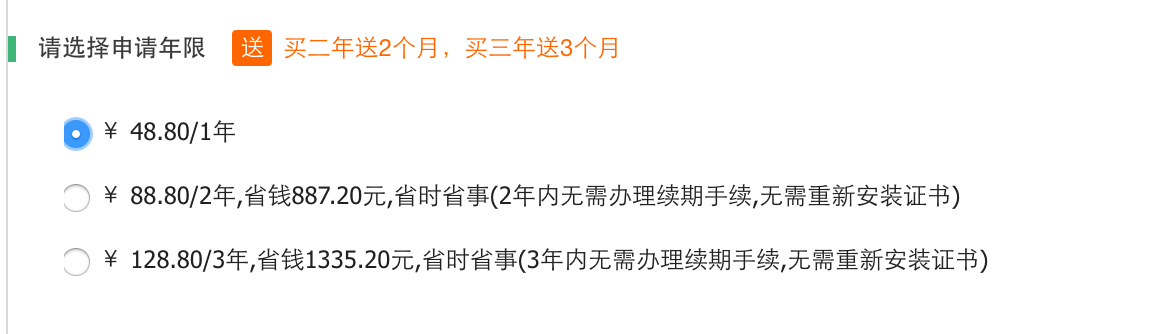 请选择申请年限 送 买二年送2个月，买三年送3个月
¥ 48.80/1年
¥ 88.80/2年,省钱887.20元,省时省事(2年内无需办理续期手续,无需重新安装证书)
¥ 128.80/3年,省钱1335.20元,省时省事(3年内无需办理续期手续,无需重新安装证书)